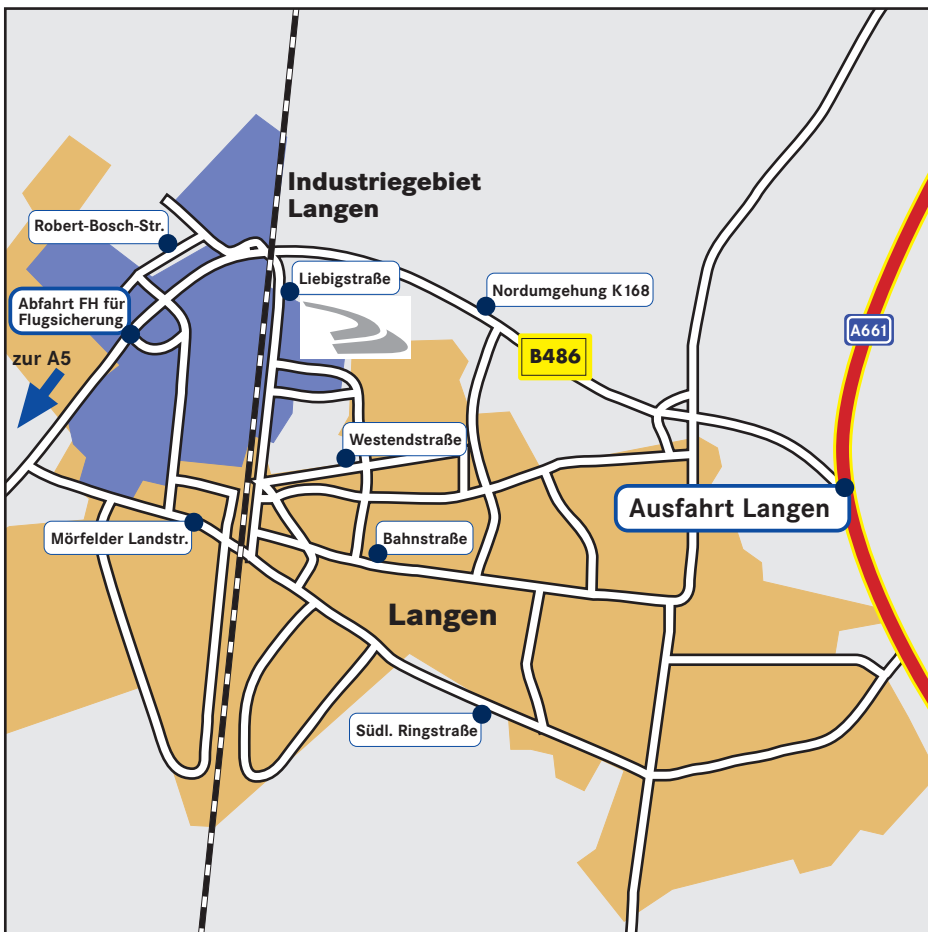 Industriegebiet
Langen
Robert-Bosch-Str.
Liebigstraße
Nordumgehung K 168
Abfahrt FH für
Flugsicherung
A661
zur A5
B486
Westendstraße
Ausfahrt Langen
Mörfelder Landstr.
Bahnstraße
Langen
Südl. Ringstraße